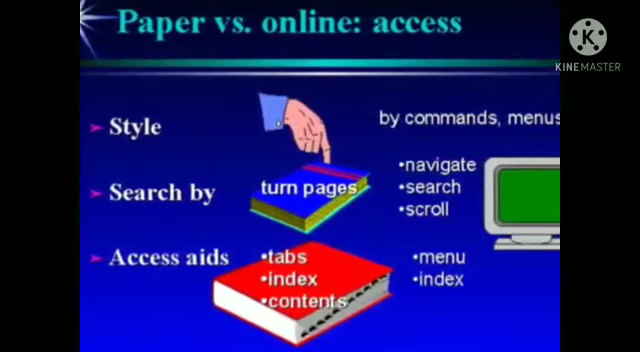 Paper vs. online: access
KINEMASTER
Style
by commands, menus
Search by
turn pages
•navigate
•search
•scroll
Access aids
•tabs
•index
•contents
•menu
•index